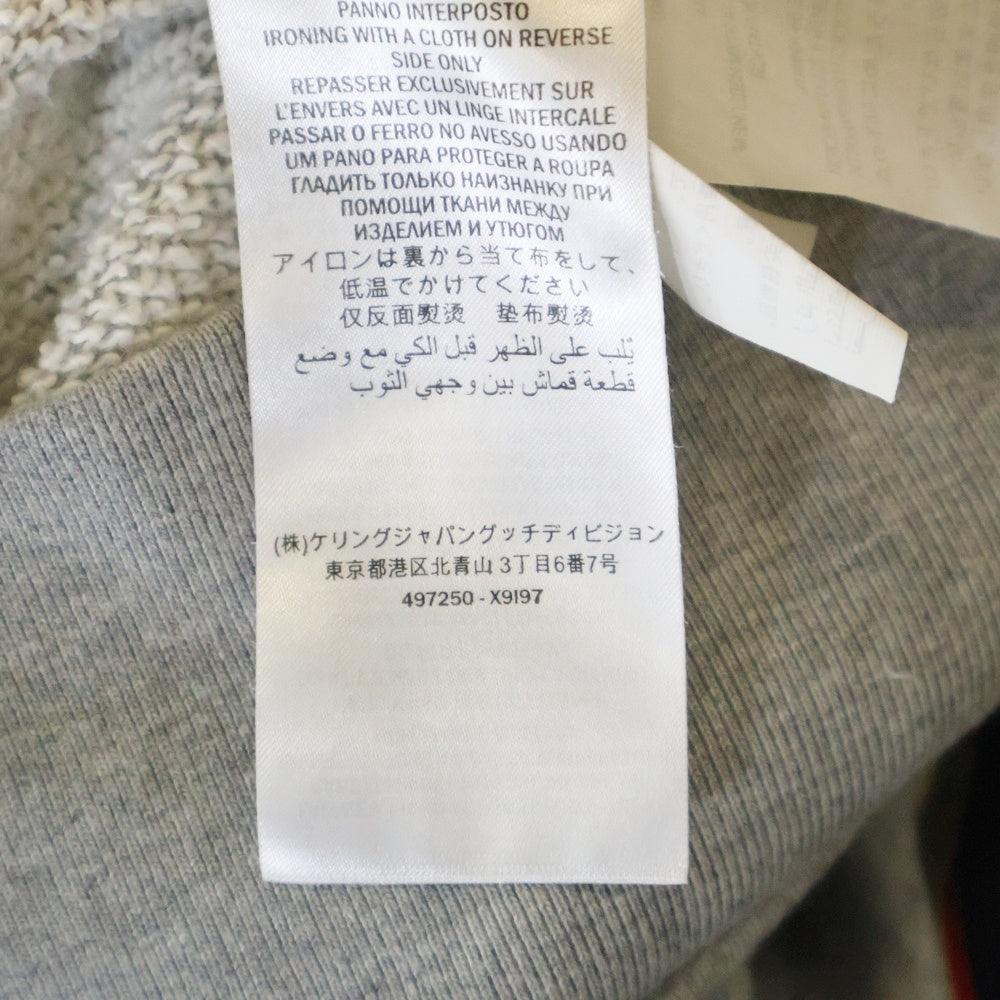 PANNO INTERPOSTO
IRONING WITH A CLOTH ON REVERSE
SIDE ONLY
REPASSER EXCLUSIVEMENT SUR
L'ENVERS AVEC UN LINGE INTERCALE
PASSAR O FERRO NO AVESSO USANDO
UM PANO PARA PROTEGER A ROUPA
ГЛАДИТЬ ТОЛЬКО НАИЗНАНКУ ПРИ
ПОМОЩИ ТКАНИ МЕЖДУ
ИЗДЕЛИЕМ И УТЮГОМ
アイロンは裏から当て布をして、
低温でかけてください
仅反面熨烫 垫布熨烫
يُلب على الظهر قبل الكي مع وضع
قطعة قماش بين وجهي الثوب
(株)ケリングジャパングッチディビジョン
東京都港区北青山 3丁目6番7号
497250 - X9I97